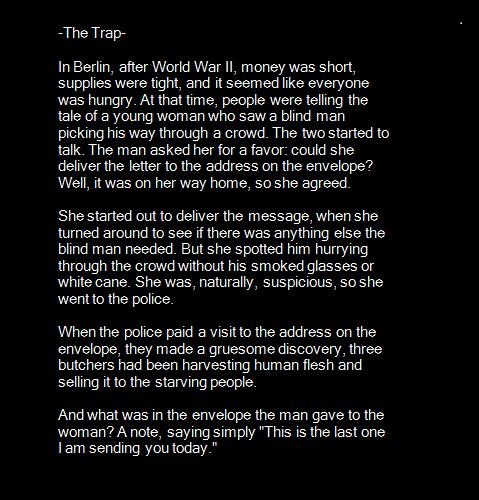 -The Trap-
In Berlin, after World War II, money was short,
supplies were tight, and it seemed like everyone
was hungry. At that time, people were telling the
tale of a young woman who saw a blind man
picking his way through a crowd. The two started to
talk. The man asked her for a favor: could she
deliver the letter to the address on the envelope?
Well, it was on her way home, so she agreed.
She started out to deliver the message, when she
turned around to see if there was anything else the
blind man needed. But she spotted him hurrying
through the crowd without his smoked glasses or
white cane. She was, naturally, suspicious, so she
went to the police.
When the police paid a visit to the address on the
envelope, they made a gruesome discovery, three
butchers had been harvesting human flesh and
selling it to the starving people.
And what was in the envelope the man gave to the
woman? A note, saying simply "This is the last one
I am sending you today."